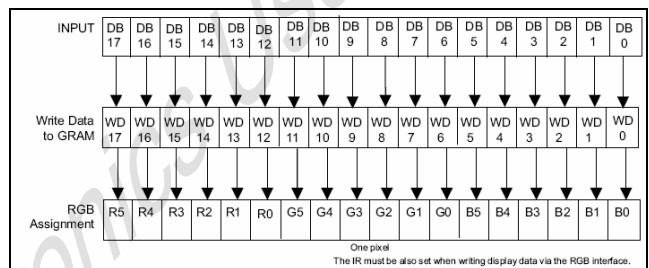 INPUT DB 17 DB 16 DB 15 DB 14 DB 13 DB 12 DB 11 DB 10 DB 9 DB 8 DB 7 DB 6 DB 5 DB 4 DB 3 DB 2 DB 1 DB 0
Write Data to GRAM WD 17 WD 16 WD 15 WD 14 WD 13 WD 12 WD 11 WD 10 WD 9 WD 8 WD 7 WD 6 WD 5 WD 4 WD 3 WD 2 WD 1 WD 0
RGB Assignment R5 R4 R3 R2 R1 R0 G5 G4 G3 G2 G1 G0 B5 B4 B3 B2 B1 B0
One pixel
The IR must be also set when writing display data via the RGB interface.